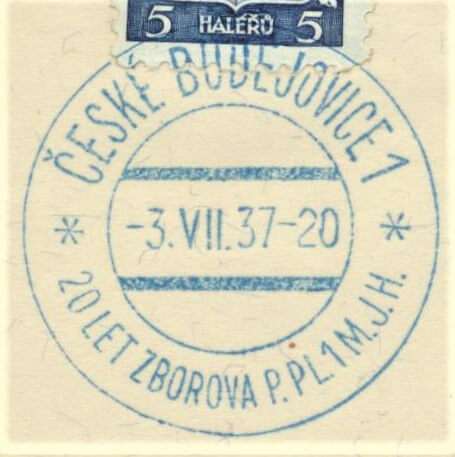 5 HALÉŘŮ 5
ČESKÉ BUDĚJOVICE 1
-3.VII.37-20
20 LET ZBOROVA P. PL. 1 M. J. H.